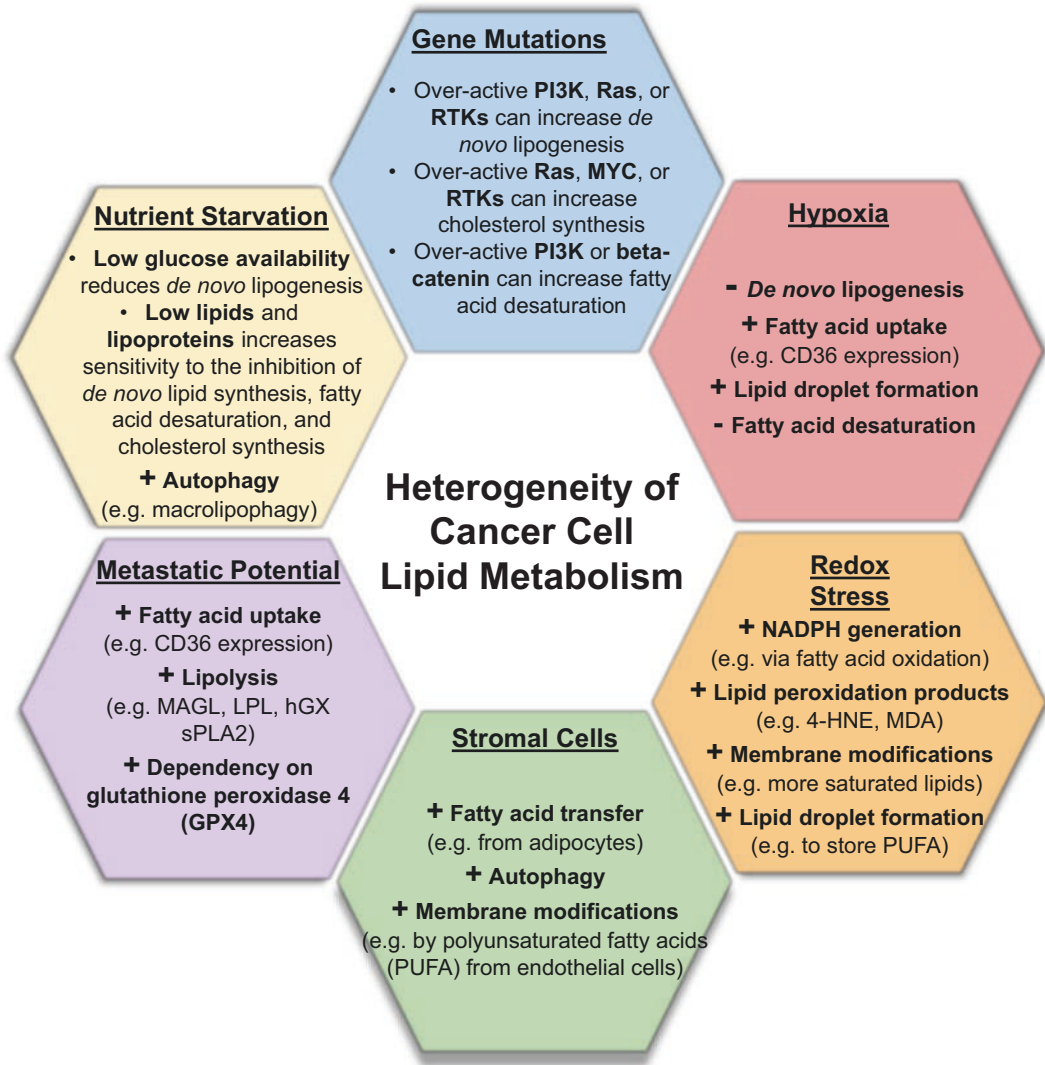 Gene Mutations
• Over-active PI3K, Ras, or
RTKs can increase de
novo lipogenesis
• Over-active Ras, MYC, or
RTKs can increase
cholesterol synthesis
• Over-active PI3K or beta-
catenin can increase fatty
acid desaturation
Nutrient Starvation
• Low glucose availability
reduces de novo lipogenesis
• Low lipids and
lipoproteins increases
sensitivity to the inhibition of
de novo lipid synthesis, fatty
acid desaturation, and
cholesterol synthesis
+ Autophagy
(e.g. macrolipophagy)
Hypoxia
- De novo lipogenesis
+ Fatty acid uptake
(e.g. CD36 expression)
+ Lipid droplet formation
- Fatty acid desaturation
Heterogeneity of
Cancer Cell
Lipid Metabolism
Metastatic Potential
+ Fatty acid uptake
(e.g. CD36 expression)
+ Lipolysis
(e.g. MAGL, LPL, hGX
sPLA2)
+ Dependency on
glutathione peroxidase 4
(GPX4)
Redox
Stress
+ NADPH generation
(e.g. via fatty acid oxidation)
+ Lipid peroxidation products
(e.g. 4-HNE, MDA)
+ Membrane modifications
(e.g. more saturated lipids)
+ Lipid droplet formation
(e.g. to store PUFA)
Stromal Cells
+ Fatty acid transfer
(e.g. from adipocytes)
+ Autophagy
+ Membrane modifications
(e.g. by polyunsaturated fatty acids
(PUFA) from endothelial cells)